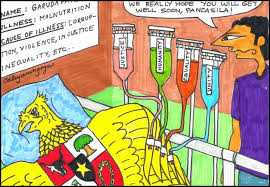 NAME : GARUDA PA
ILLNESS: MALNUTRITION
CAUSE OF ILLNESS: CORRUP-
TION, VIOLENCE, INJUSTICE
INEQUALITY, ETC...
WE REALLY HOPE YOU WILL GET
WELL SOON, PANCASILA!
JUSTICE
HUMANITY
EQUALITY